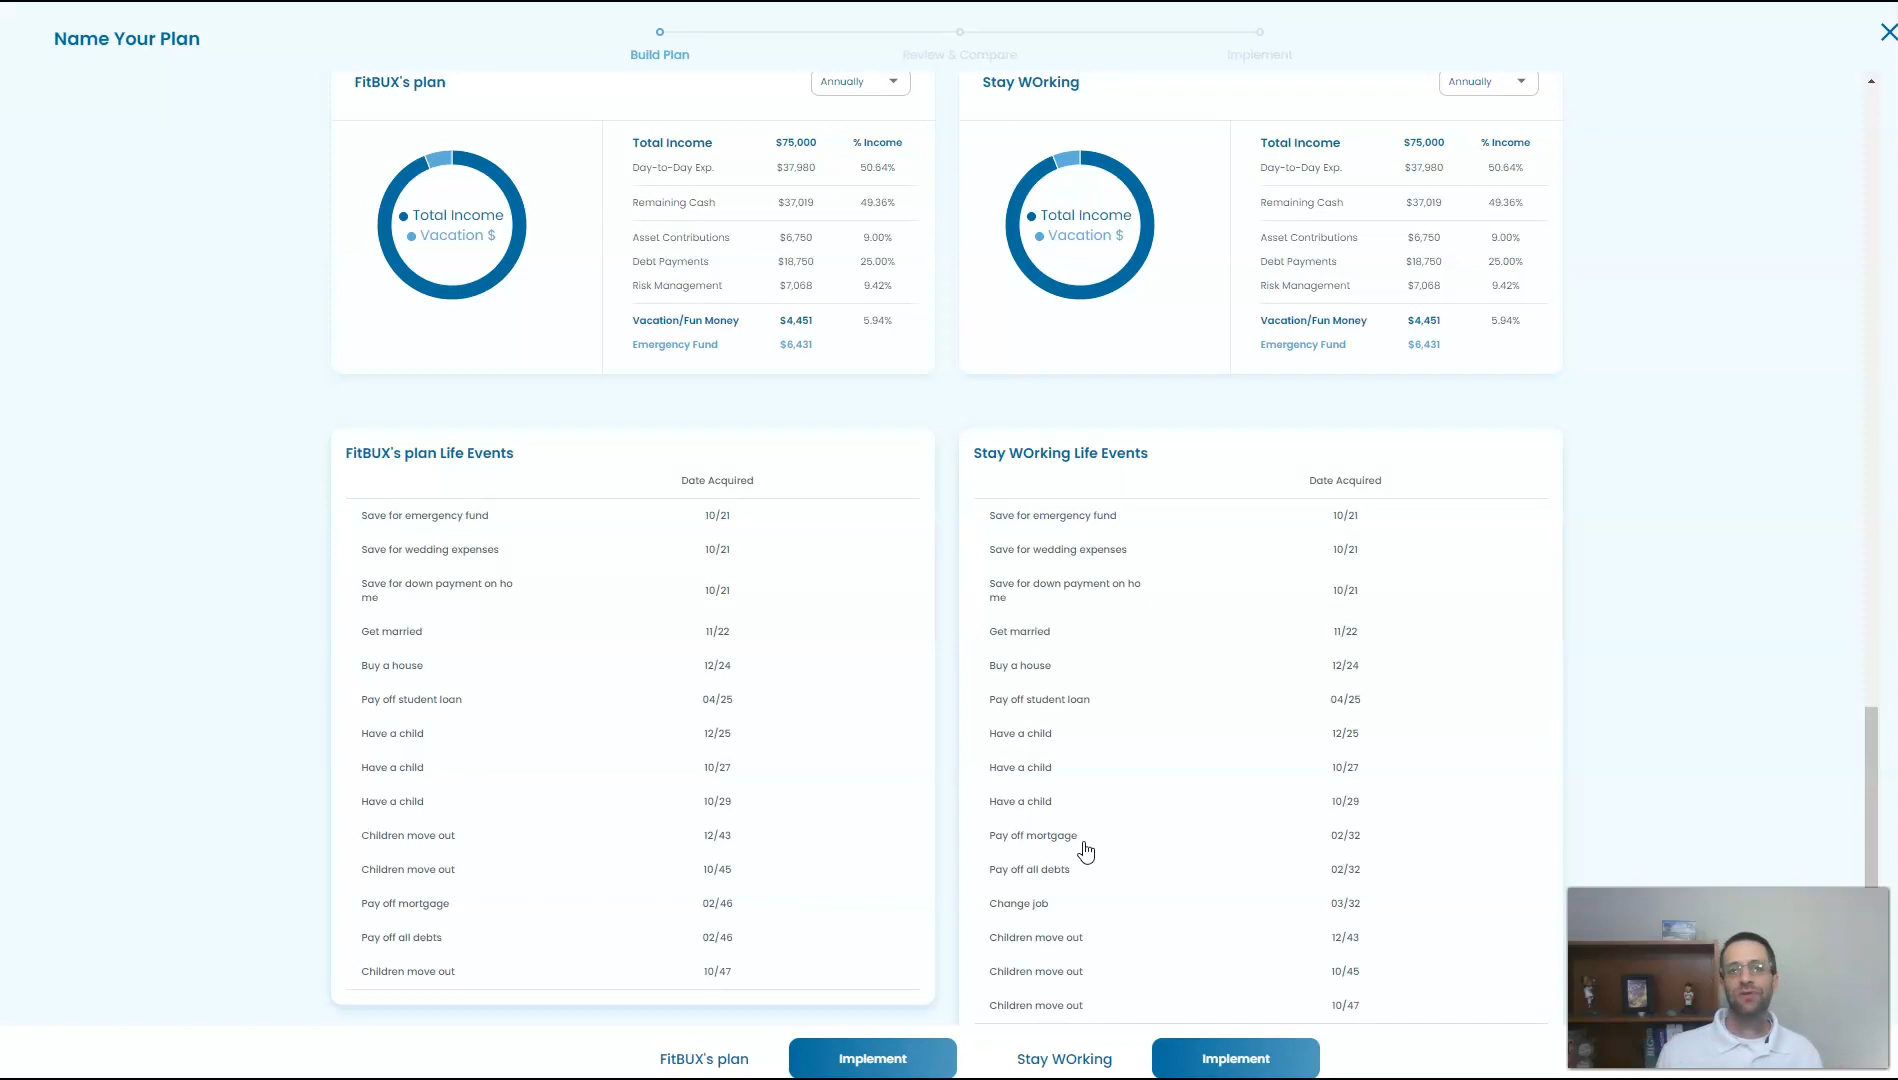 Name Your Plan
Build Plan
Review & Compare
Implement
FitBUX's plan
Annually
Total Income
Vacation $
Total Income $75,000 % Income
Day-to-Day Exp. $37,980 50.64%
Remaining Cash $37,019 49.36%
Asset Contributions $6,750 9.00%
Debt Payments $18,750 25.00%
Risk Management $7,068 9.42%
Vacation/Fun Money $4,451 5.94%
Emergency Fund $6,431
Stay WOrking
Annually
Total Income
Vacation $
Total Income $75,000 % Income
Day-to-Day Exp. $37,980 50.64%
Remaining Cash $37,019 49.36%
Asset Contributions $6,750 9.00%
Debt Payments $18,750 25.00%
Risk Management $7,068 9.42%
Vacation/Fun Money $4,451 5.94%
Emergency Fund $6,431
FitBUX's plan Life Events
Date Acquired
Save for emergency fund 10/21
Save for wedding expenses 10/21
Save for down payment on ho
me 10/21
Get married 11/22
Buy a house 12/24
Pay off student loan 04/25
Have a child 12/25
Have a child 10/27
Have a child 10/29
Children move out 12/43
Children move out 10/45
Pay off mortgage 02/46
Pay off all debts 02/46
Children move out 10/47
Stay WOrking Life Events
Date Acquired
Save for emergency fund 10/21
Save for wedding expenses 10/21
Save for down payment on ho
me 10/21
Get married 11/22
Buy a house 12/24
Pay off student loan 04/25
Have a child 12/25
Have a child 10/27
Have a child 10/29
Pay off mortgage 02/32
Pay off all debts 02/32
Change job 03/32
Children move out 12/43
Children move out 10/45
Children move out 10/47
FitBUX's plan
Implement
Stay WOrking
Implement